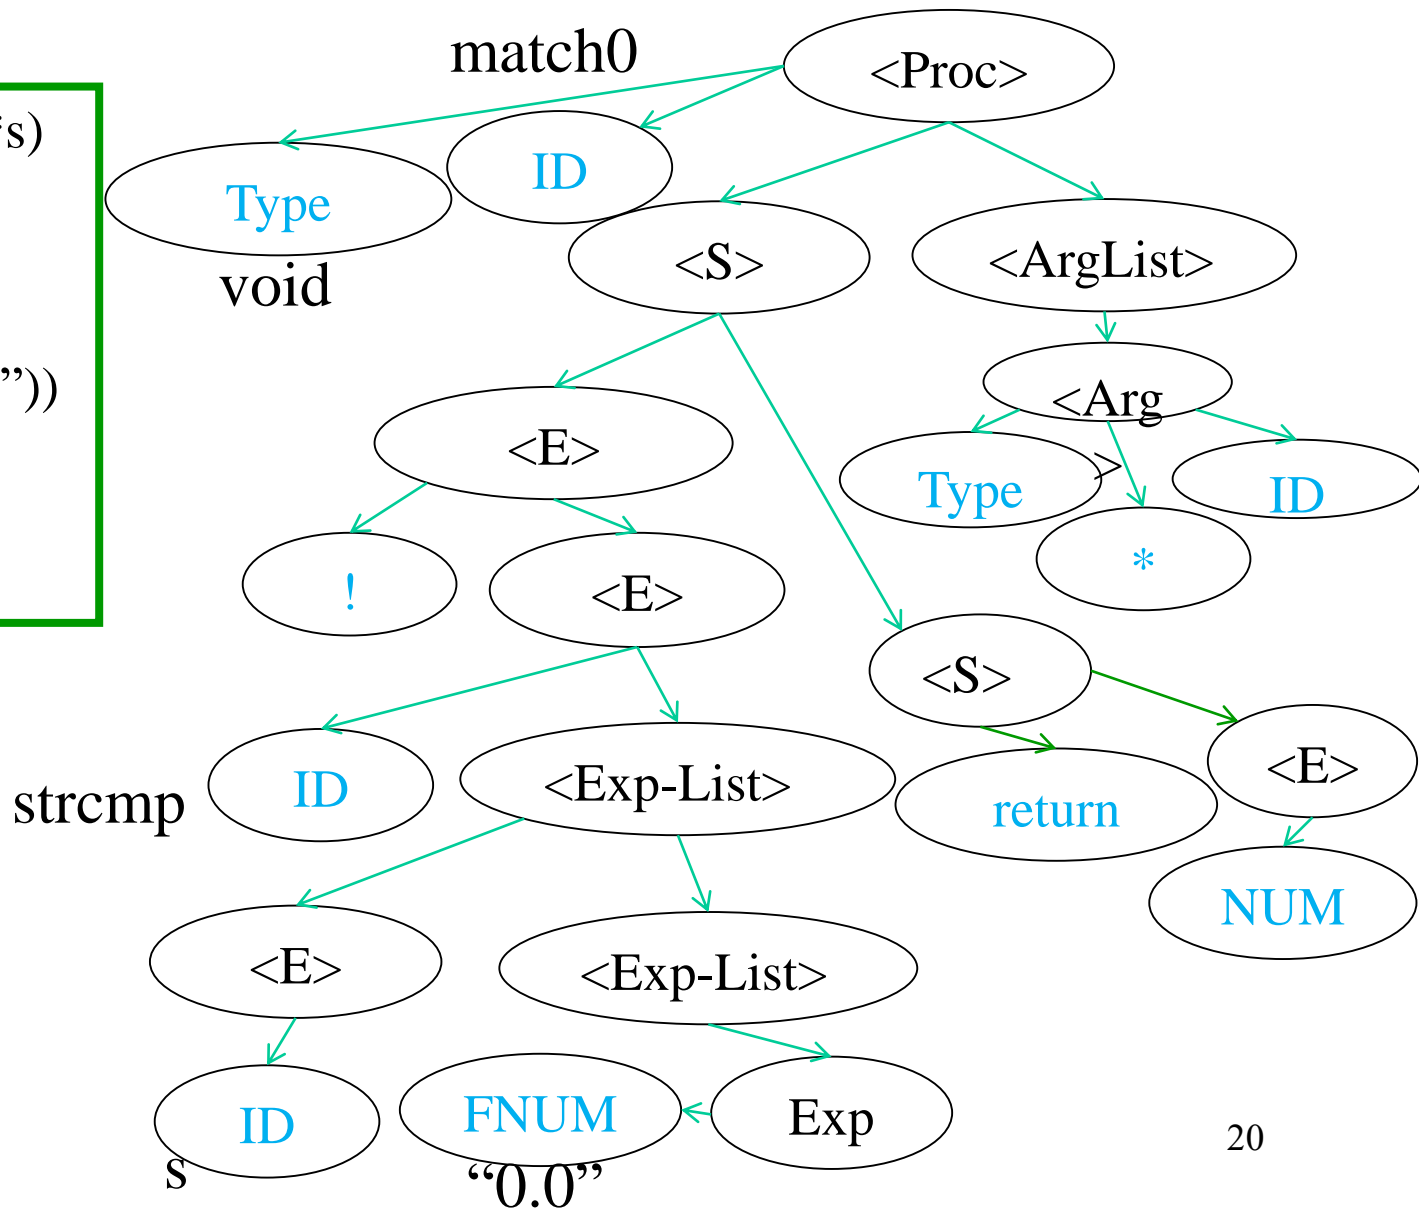 match0
<Proc>
s)
ID
Type
<S>
<ArgList>
void
”))
<Arg
>
<E>
Type
ID
*
!
<E>
<S>
<E>
ID
<Exp-List>
strcmp
return
NUM
<E>
<Exp-List>
ID
FNUM
Exp
s
“0.0”
20